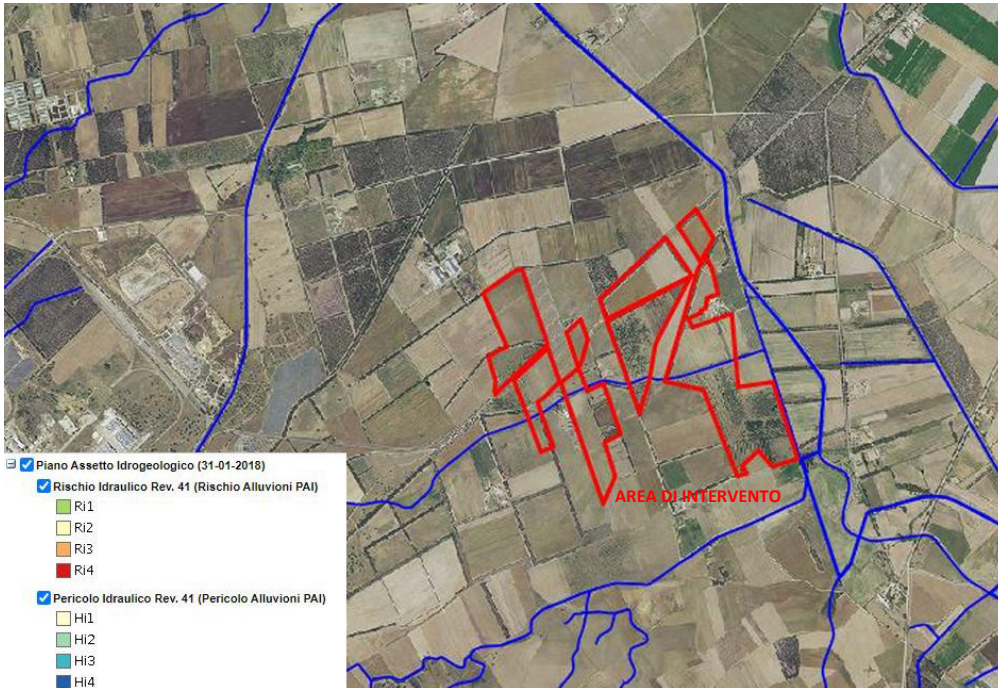 AREA DI INTERVENTO
Piano Assetto Idrogeologico (31-01-2018)
Rischio Idraulico Rev. 41 (Rischio Alluvioni PAI)
Ri1
Ri2
Ri3
Ri4
Pericolo Idraulico Rev. 41 (Pericolo Alluvioni PAI)
Hi1
Hi2
Hi3
Hi4